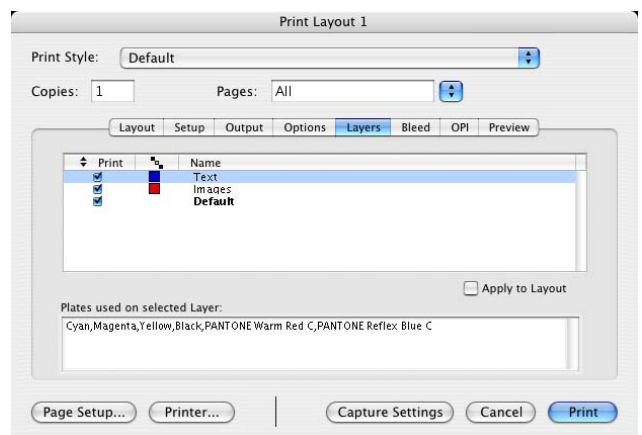 Print Layout 1
Print Style: Default
Copies: 1 Pages: All
Layout Setup Output Options Layers Bleed OPI Preview
Print Name
Text
Images
Default
Apply to Layout
Plates used on selected Layer:
Cyan,Magenta,Yellow,Black,PANTONE Warm Red C,PANTONE Reflex Blue C
Page Setup... Printer... Capture Settings Cancel Print